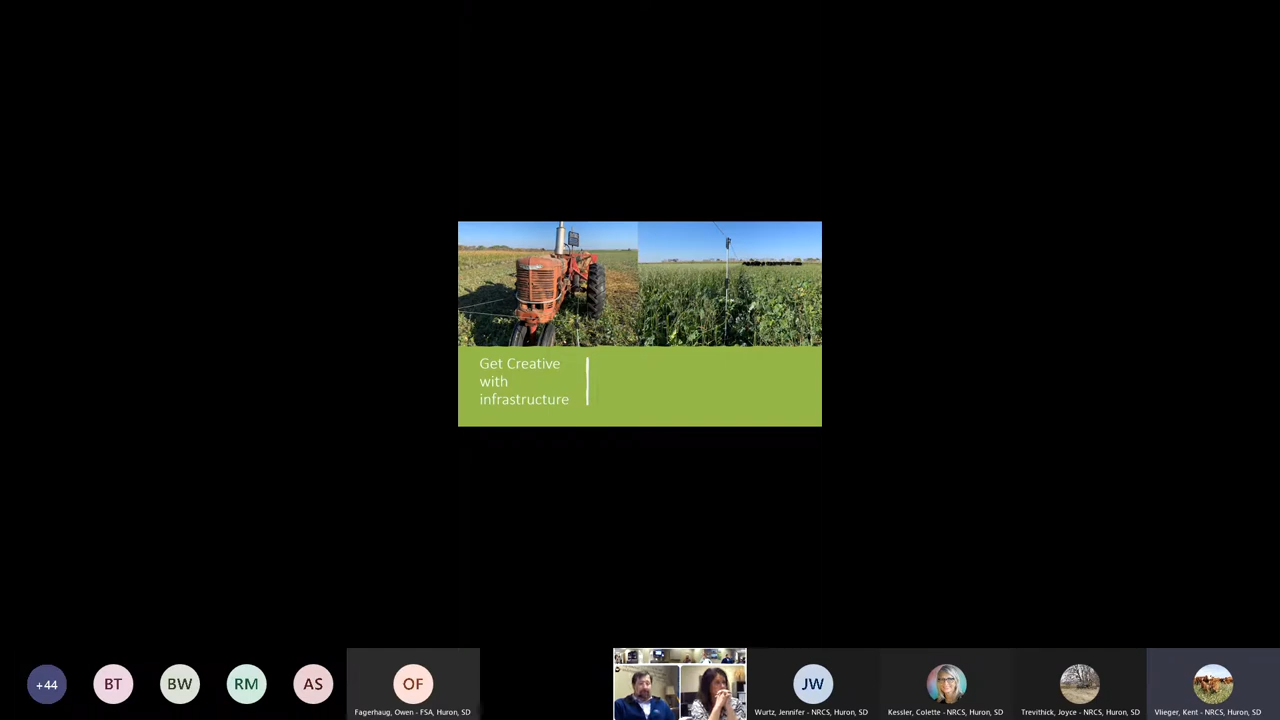 Get Creative
with
infrastructure
+44
BT
BW
RM
AS
OF
Fagerhaug, Owen - FSA, Huron, SD
JW
Wurtz, Jennifer - NRCS, Huron, SD
Kessler, Colette - NRCS, Huron, SD
Trevithick, Joyce - NRCS, Huron, SD
Vlieger, Kent - NRCS, Huron, SD